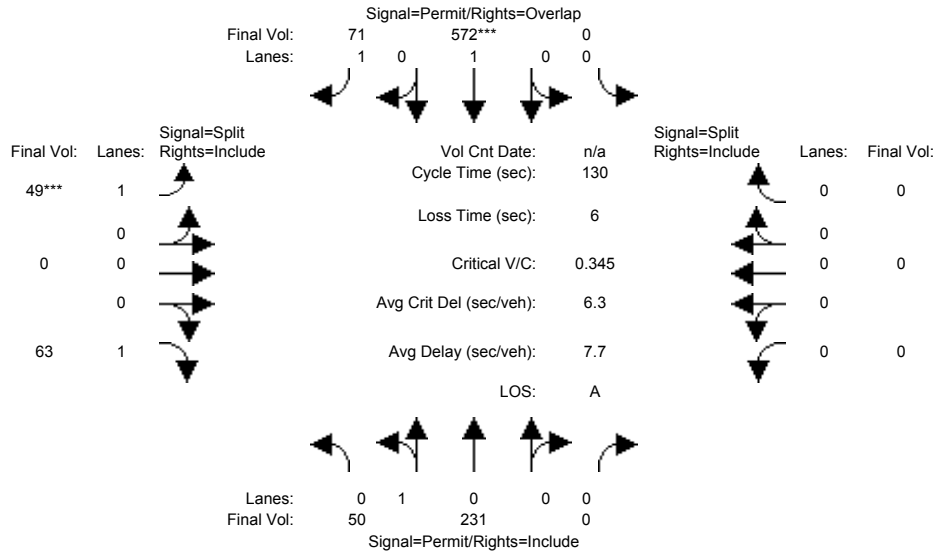 Signal=Permit/Rights=Overlap
Final Vol: 71 572*** 0
Lanes: 1 0 1 0 0
Signal=Split
Final Vol: Lanes: Rights=Include
Vol Cnt Date: n/a
Signal=Split
Rights=Include Lanes: Final Vol:
Cycle Time (sec): 130
49*** 1
0 0
Loss Time (sec): 6
0
0
0 0
Critical V/C: 0.345
0 0
0
Avg Crit Del (sec/veh): 6.3
0
63 1
Avg Delay (sec/veh): 7.7
0 0
LOS: A
Lanes: 0 1 0 0 0
Final Vol: 50 231 0
Signal=Permit/Rights=Include